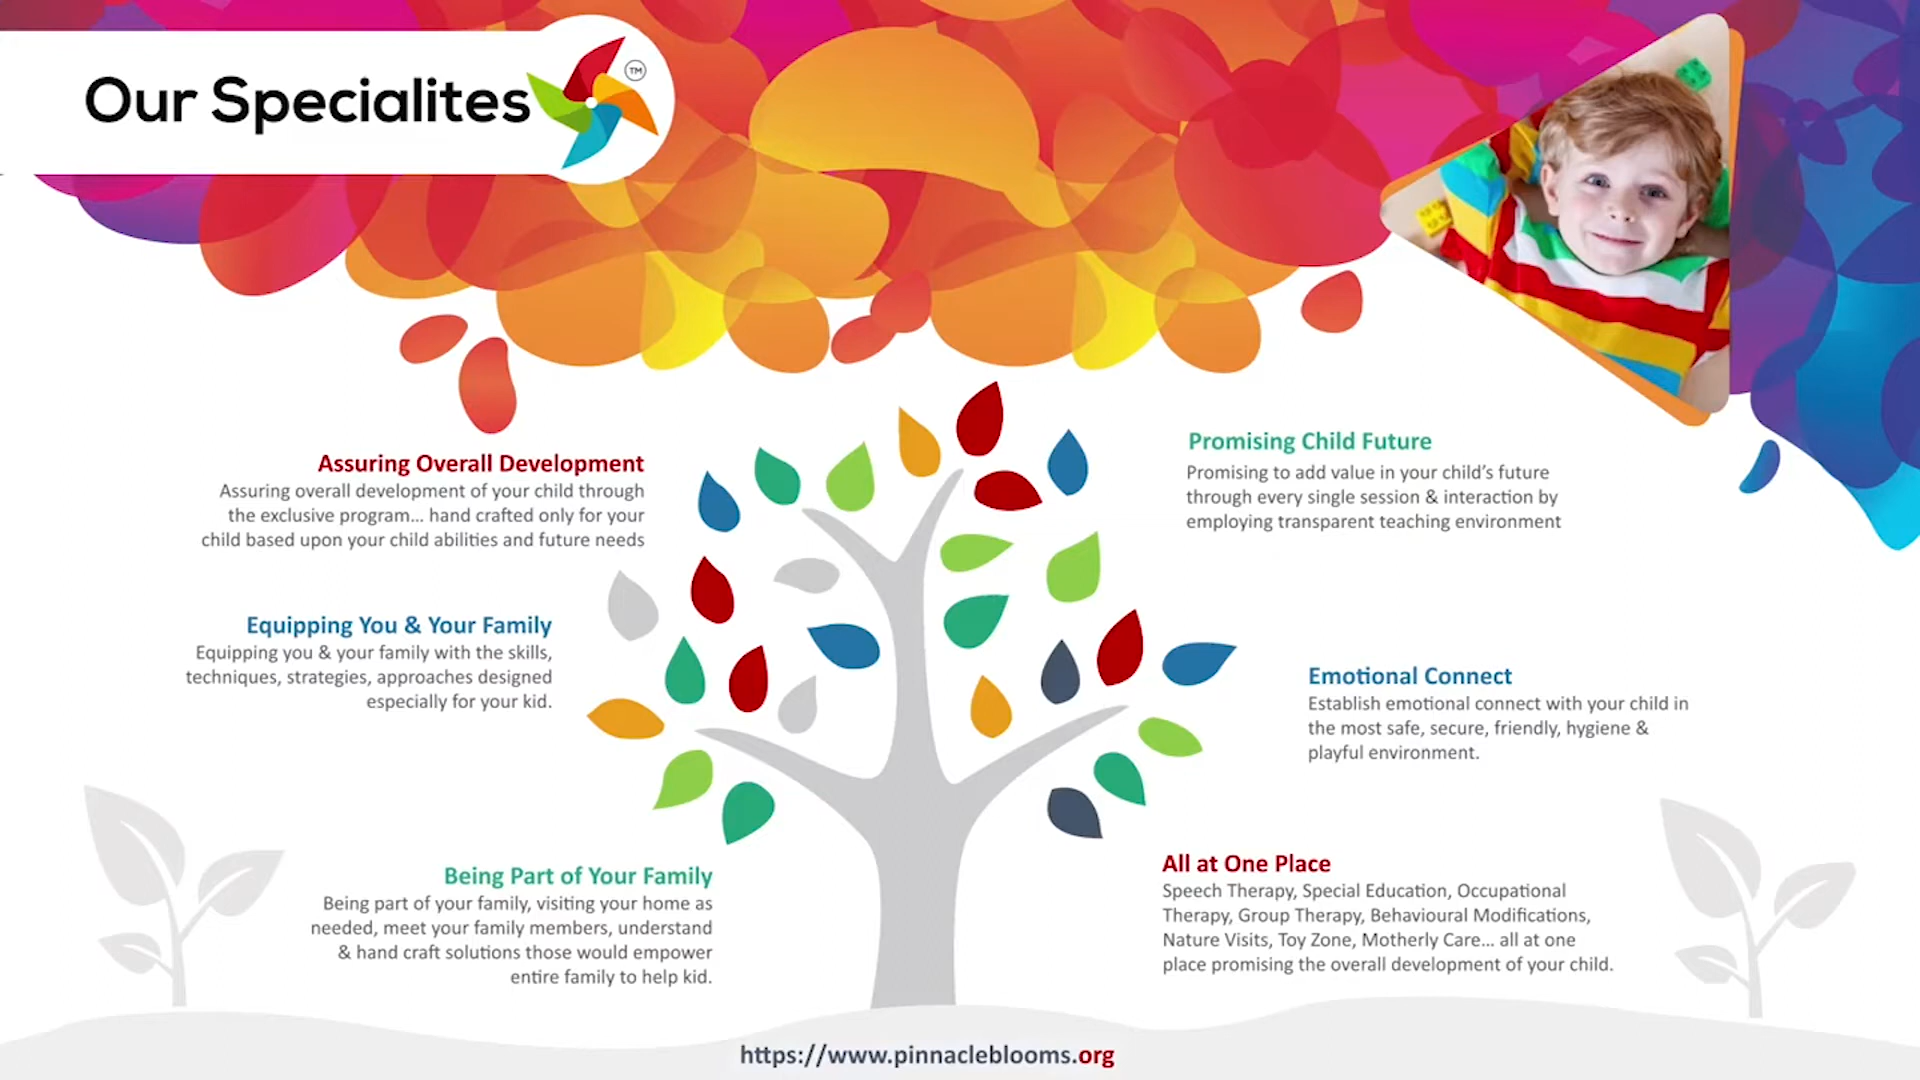 Our Specialites
TM
Assuring Overall Development
Assuring overall development of your child through
the exclusive program... hand crafted only for your
child based upon your child abilities and future needs
Equipping You & Your Family
Equipping you & your family with the skills,
techniques, strategies, approaches designed
especially for your kid.
Being Part of Your Family
Being part of your family, visiting your home as
needed, meet your family members, understand
& hand craft solutions those would empower
entire family to help kid.
Promising Child Future
Promising to add value in your child's future
through every single session & interaction by
employing transparent teaching environment
Emotional Connect
Establish emotional connect with your child in
the most safe, secure, friendly, hygiene &
playful environment.
All at One Place
Speech Therapy, Special Education, Occupational
Therapy, Group Therapy, Behavioural Modifications,
Nature Visits, Toy Zone, Motherly Care... all at one
place promising the overall development of your child.
https://www.pinnacleblooms.org